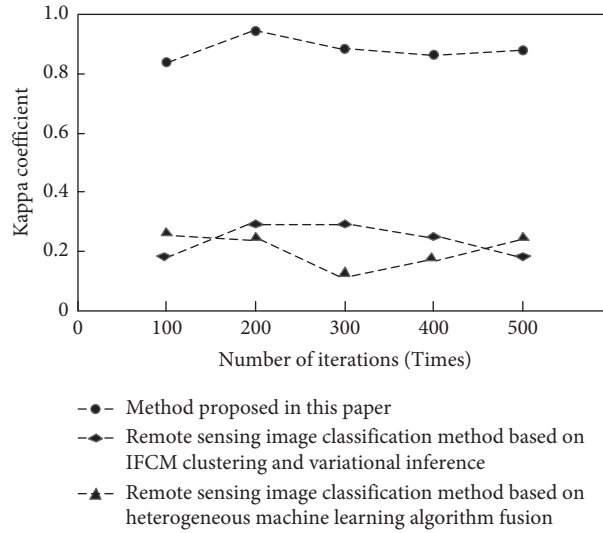 1.0
0.8
0.6
0.4
0.2
0
Kappa coefficient
0
100
200
300
400
500
Number of iterations (Times)
Method proposed in this paper
Remote sensing image classification method based on
IFCM clustering and variational inference
Remote sensing image classification method based on
heterogeneous machine learning algorithm fusion